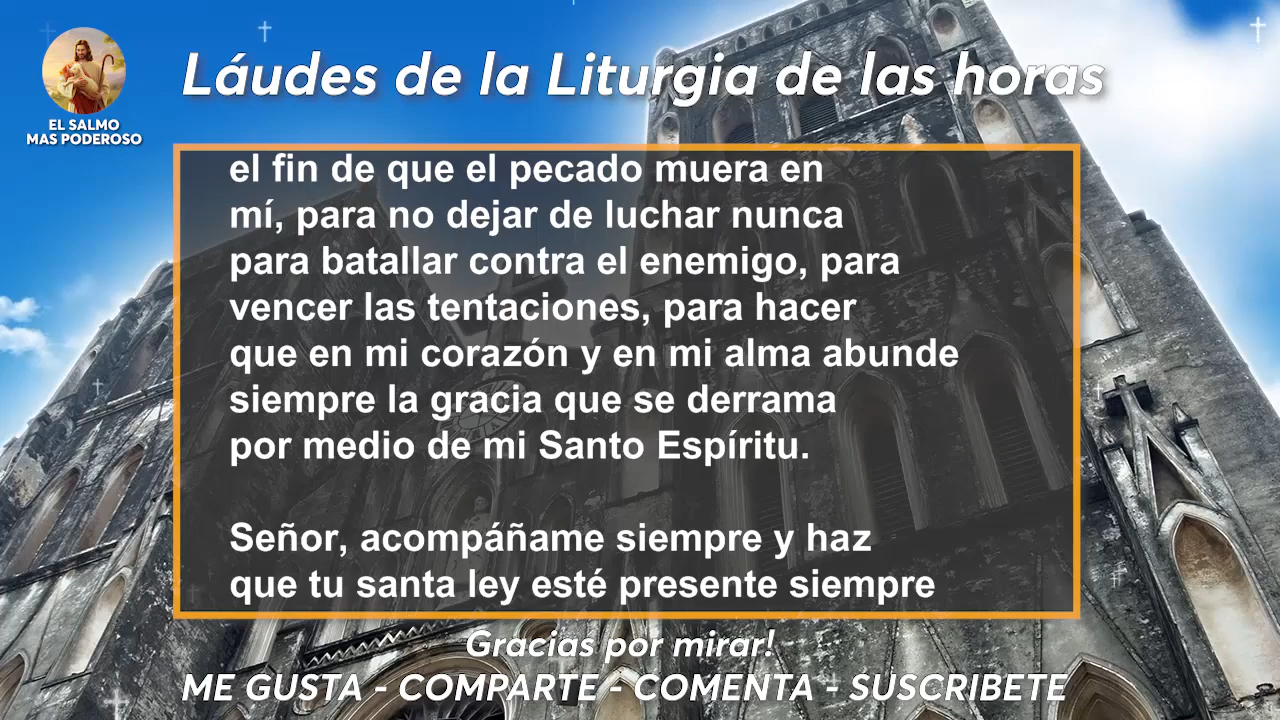 Láudes de la Liturgia de las horas
EL SALMO
MAS PODEROSO
el fin de que el pecado muera en
mí, para no dejar de luchar nunca
para batallar contra el enemigo, para
vencer las tentaciones, para hacer
que en mi corazón y en mi alma abunde
siempre la gracia que se derrama
por medio de mi Santo Espíritu.
Señor, acompáñame siempre y haz
que tu santa ley esté presente siempre
Gracias por mirar!
ME GUSTA - COMPARTE - COMENTA - SUSCRIBETE